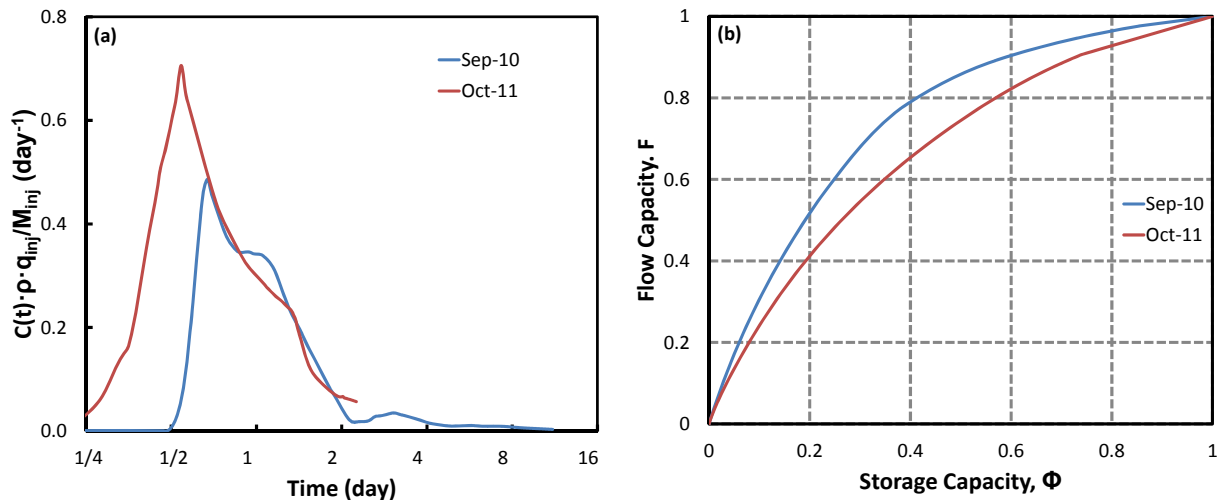 (a)
0.8
0.6
0.4
0.2
0.0
C(t)·ρ·q_inj/M_inj (day⁻¹)
Sep-10
Oct-11
1/4
1/2
1
2
4
8
16
Time (day)
(b)
1
0.8
0.6
0.4
0.2
0
Flow Capacity. F
Sep-10
Oct-11
0
0.2
0.4
0.6
0.8
1
Storage Capacity, Φ